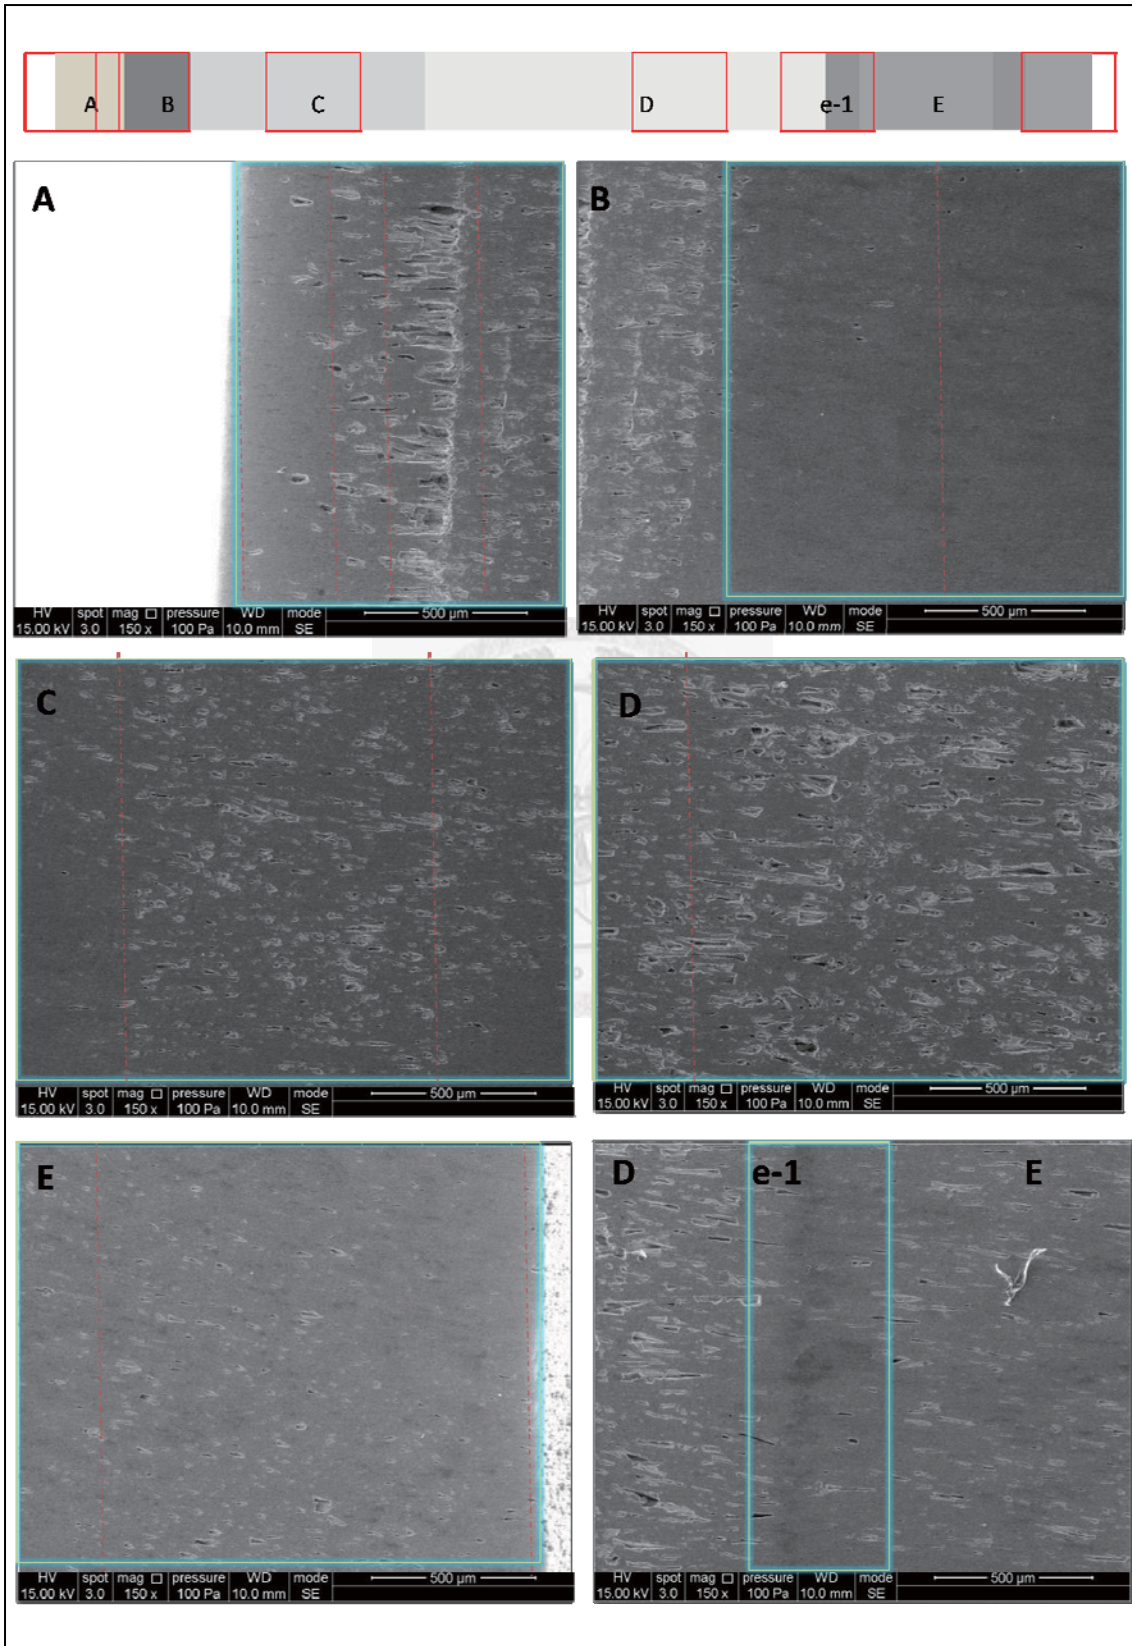 A B C D e-1 E
A
HV spot mag pressure WD mode 500 µm
15.00 kV 3.0 150 x 100 Pa 10.0 mm SE
B
HV spot mag pressure WD mode 500 µm
15.00 kV 3.0 150 x 100 Pa 10.0 mm SE
C
HV spot mag pressure WD mode 500 µm
15.00 kV 3.0 150 x 100 Pa 10.0 mm SE
D
HV spot mag pressure WD mode 500 µm
15.00 kV 3.0 150 x 100 Pa 10.0 mm SE
E
HV spot mag pressure WD mode 500 µm
15.00 kV 3.0 150 x 100 Pa 10.0 mm SE
D e-1 E
HV spot mag pressure WD mode 500 µm
15.00 kV 3.0 150 x 100 Pa 10.0 mm SE